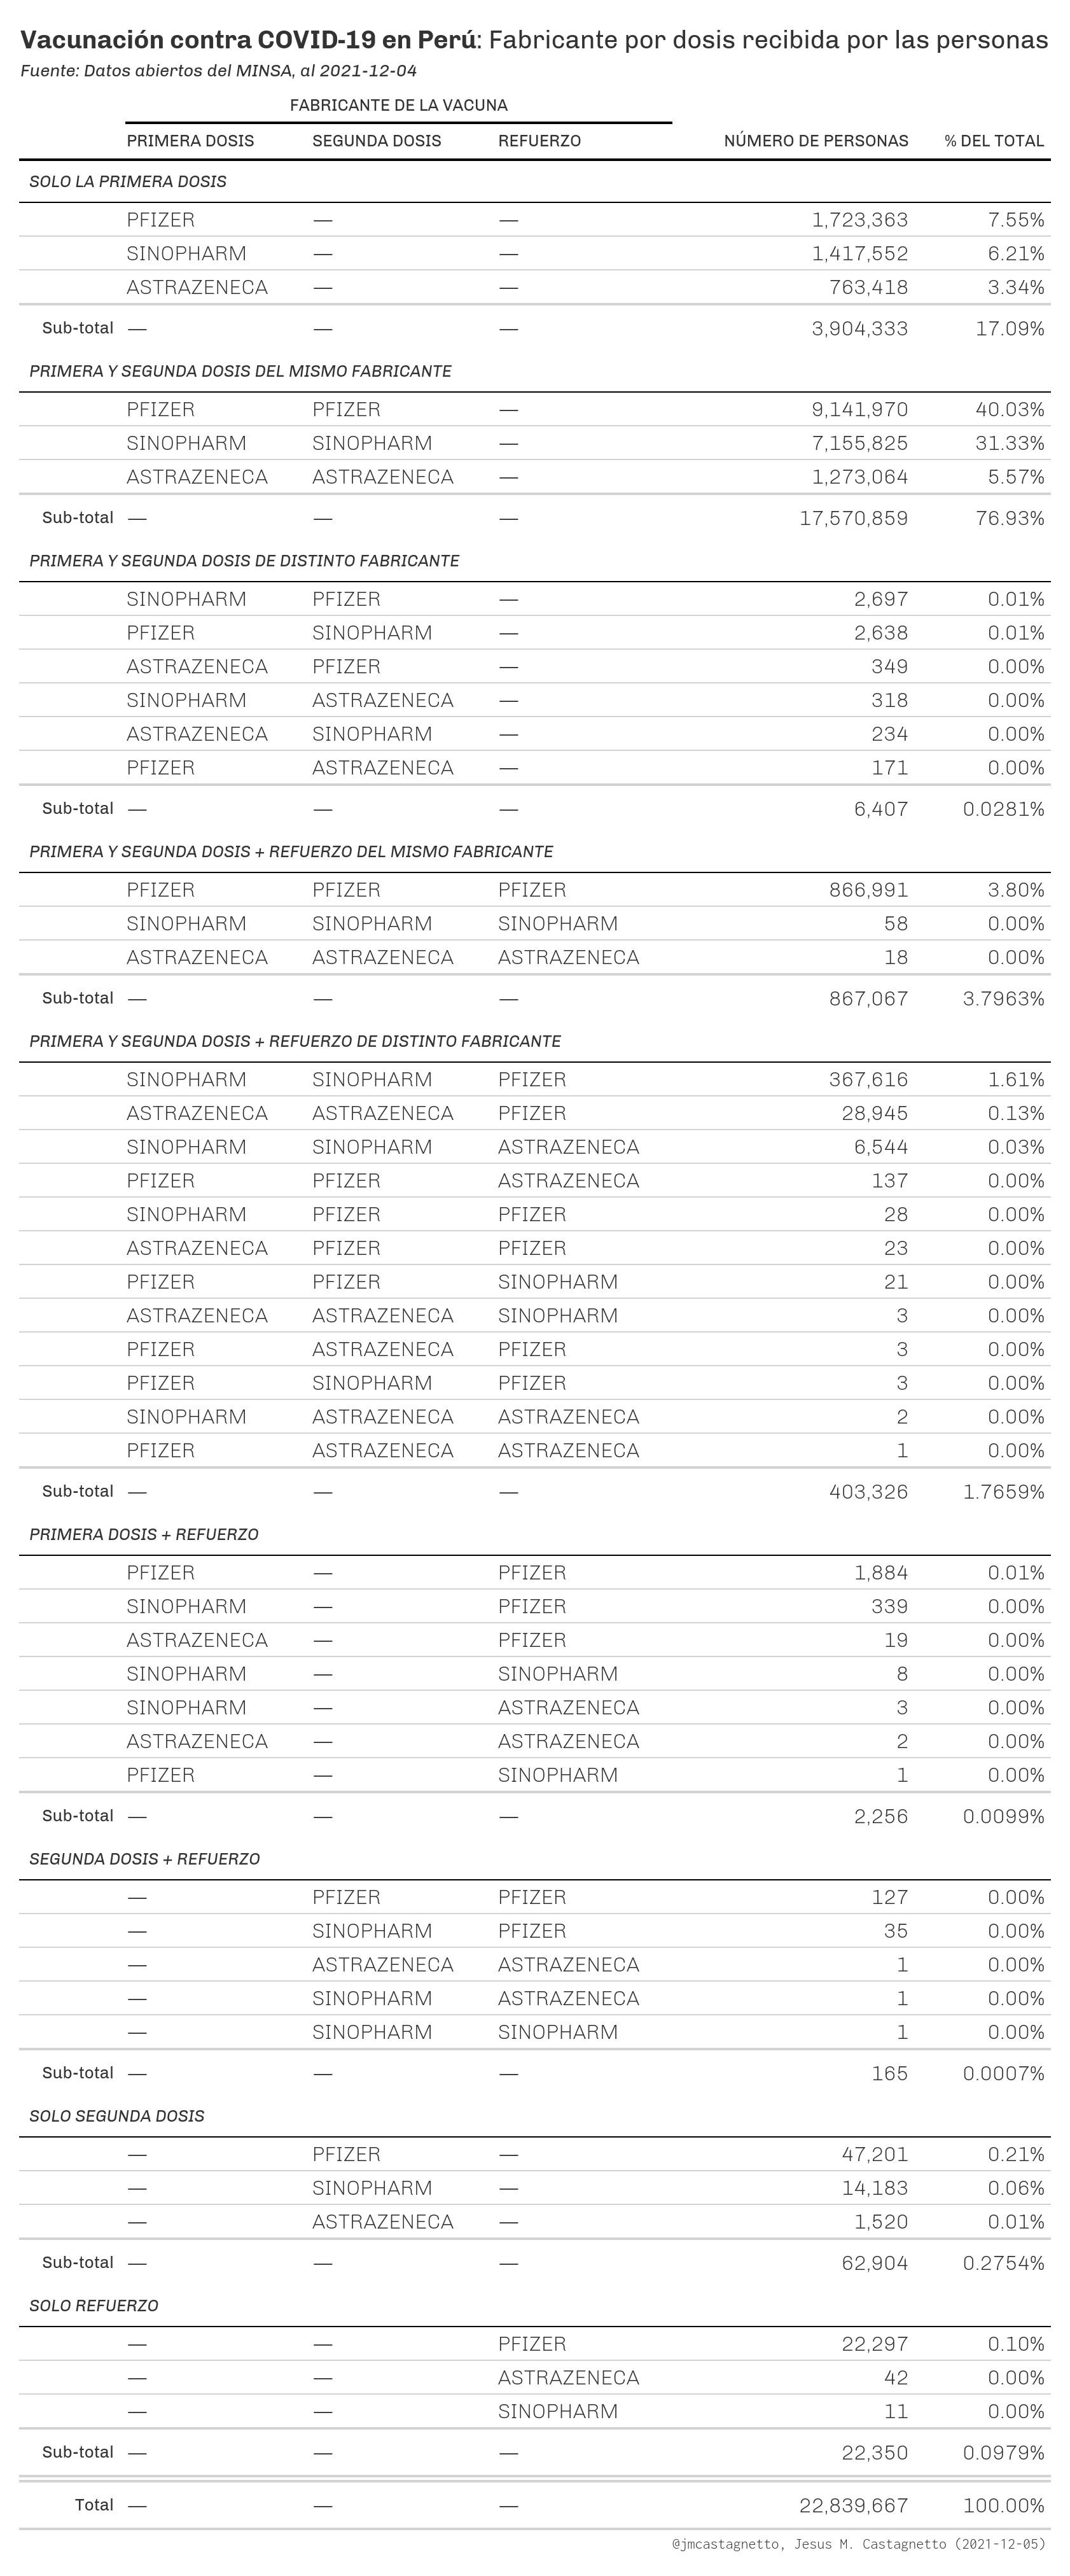 Vacunación contra COVID-19 en Perú: Fabricante por dosis recibida por las personas
Fuente: Datos abiertos del MINSA, al 2021-12-04
FABRICANTE DE LA VACUNA
PRIMERA DOSIS SEGUNDA DOSIS REFUERZO NÚMERO DE PERSONAS % DEL TOTAL
SOLO LA PRIMERA DOSIS
PFIZER — — 1,723,363 7.55%
SINOPHARM — — 1,417,552 6.21%
ASTRAZENECA — — 763,418 3.34%
Sub-total — — — 3,904,333 17.09%
PRIMERA Y SEGUNDA DOSIS DEL MISMO FABRICANTE
PFIZER PFIZER — 9,141,970 40.03%
SINOPHARM SINOPHARM — 7,155,825 31.33%
ASTRAZENECA ASTRAZENECA — 1,273,064 5.57%
Sub-total — — — 17,570,859 76.93%
PRIMERA Y SEGUNDA DOSIS DE DISTINTO FABRICANTE
SINOPHARM PFIZER — 2,697 0.01%
PFIZER SINOPHARM — 2,638 0.01%
ASTRAZENECA PFIZER — 349 0.00%
SINOPHARM ASTRAZENECA — 318 0.00%
ASTRAZENECA SINOPHARM — 234 0.00%
PFIZER ASTRAZENECA — 171 0.00%
Sub-total — — — 6,407 0.0281%
PRIMERA Y SEGUNDA DOSIS + REFUERZO DEL MISMO FABRICANTE
PFIZER PFIZER PFIZER 866,991 3.80%
SINOPHARM SINOPHARM SINOPHARM 58 0.00%
ASTRAZENECA ASTRAZENECA ASTRAZENECA 18 0.00%
Sub-total — — — 867,067 3.7963%
PRIMERA Y SEGUNDA DOSIS + REFUERZO DE DISTINTO FABRICANTE
SINOPHARM SINOPHARM PFIZER 367,616 1.61%
ASTRAZENECA ASTRAZENECA PFIZER 28,945 0.13%
SINOPHARM SINOPHARM ASTRAZENECA 6,544 0.03%
PFIZER PFIZER ASTRAZENECA 137 0.00%
SINOPHARM PFIZER PFIZER 28 0.00%
ASTRAZENECA PFIZER PFIZER 23 0.00%
PFIZER PFIZER SINOPHARM 21 0.00%
ASTRAZENECA ASTRAZENECA SINOPHARM 3 0.00%
PFIZER ASTRAZENECA PFIZER 3 0.00%
PFIZER SINOPHARM PFIZER 3 0.00%
SINOPHARM ASTRAZENECA ASTRAZENECA 2 0.00%
PFIZER ASTRAZENECA ASTRAZENECA 1 0.00%
Sub-total — — — 403,326 1.7659%
PRIMERA DOSIS + REFUERZO
PFIZER — PFIZER 1,884 0.01%
SINOPHARM — PFIZER 339 0.00%
ASTRAZENECA — PFIZER 19 0.00%
SINOPHARM — SINOPHARM 8 0.00%
SINOPHARM — ASTRAZENECA 3 0.00%
ASTRAZENECA — ASTRAZENECA 2 0.00%
PFIZER — SINOPHARM 1 0.00%
Sub-total — — — 2,256 0.0099%
SEGUNDA DOSIS + REFUERZO
— PFIZER PFIZER 127 0.00%
— SINOPHARM PFIZER 35 0.00%
— ASTRAZENECA ASTRAZENECA 1 0.00%
— SINOPHARM ASTRAZENECA 1 0.00%
— SINOPHARM SINOPHARM 1 0.00%
Sub-total — — — 165 0.0007%
SOLO SEGUNDA DOSIS
— PFIZER — 47,201 0.21%
— SINOPHARM — 14,183 0.06%
— ASTRAZENECA — 1,520 0.01%
Sub-total — — — 62,904 0.2754%
SOLO REFUERZO
— — PFIZER 22,297 0.10%
— — ASTRAZENECA 42 0.00%
— — SINOPHARM 11 0.00%
Sub-total — — — 22,350 0.0979%
Total — — — 22,839,667 100.00%
@jmcastagnetto, Jesus M. Castagnetto (2021-12-05)